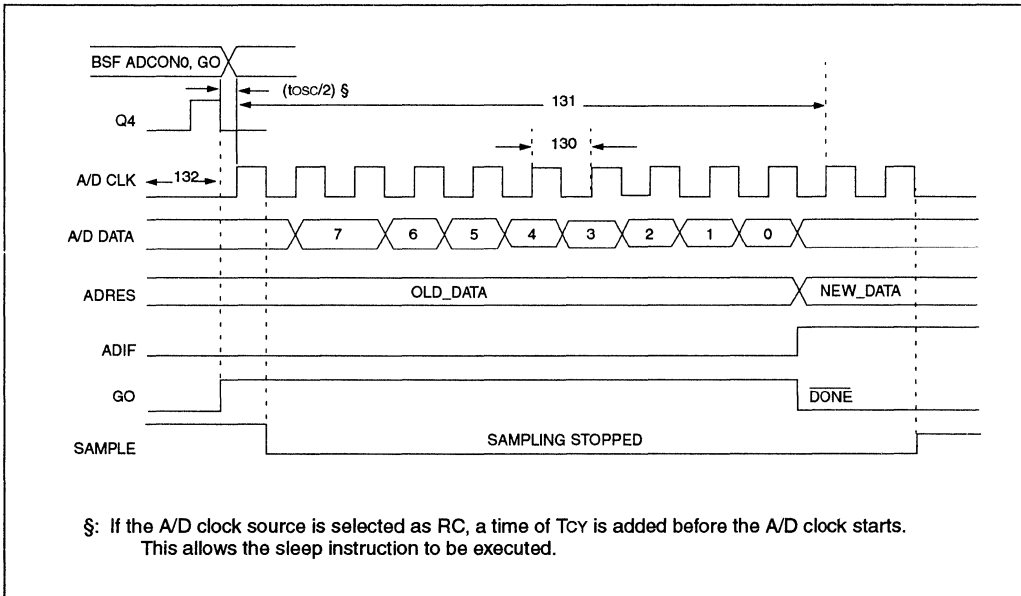 BSF ADCON0, GO
(tosc/2) §
131
Q4
130
A/D CLK
132
A/D DATA
7 6 5 4 3 2 1 0
ADRES
OLD_DATA
NEW_DATA
ADIF
GO
DONE
SAMPLE
SAMPLING STOPPED
§: If the A/D clock source is selected as RC, a time of TCY is added before the A/D clock starts.
This allows the sleep instruction to be executed.